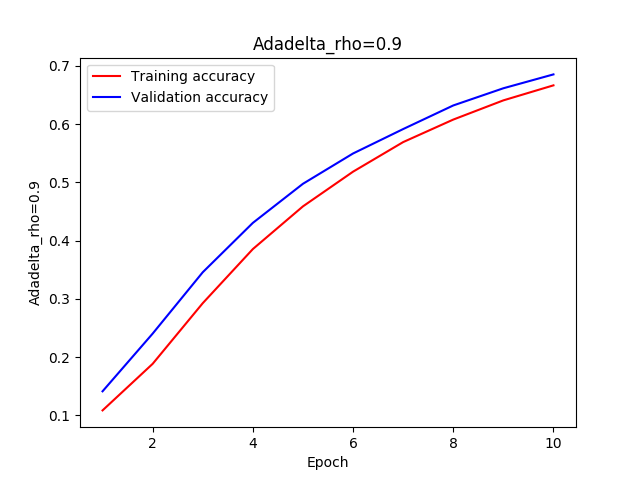 Adadelta_rho=0.9
Training accuracy
Validation accuracy
0.7
0.6
0.5
0.4
0.3
0.2
0.1
Adadelta_rho=0.9
2 4 6 8 10
Epoch